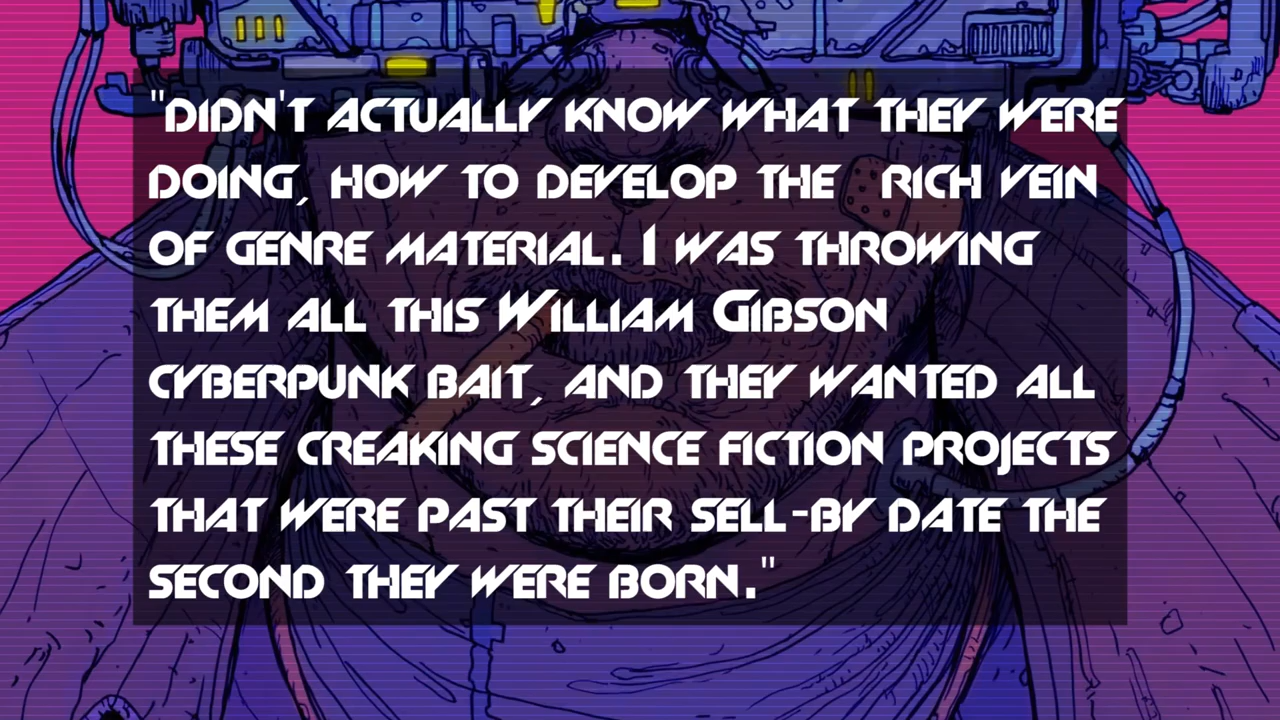 "Didn't actually know what they were
doing, how to develop the rich vein
of genre material. I was throwing
them all this William Gibson
cyberpunk bait, and they wanted all
these creaking science fiction projects
that were past their sell-by date the
second they were born."